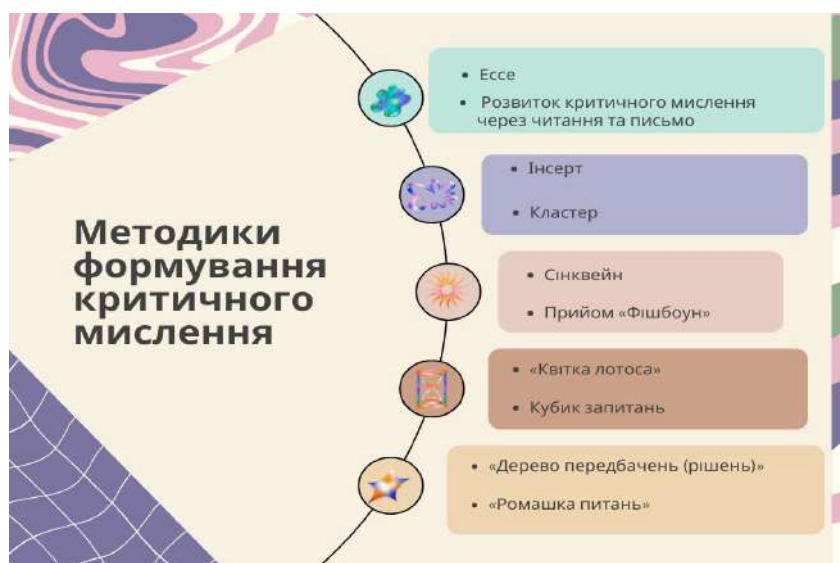 Методики
формування
критичного
мислення
Ессе
Розвиток критичного мислення
через читання та письмо
Інсерт
Кластер
Сінквейн
Прийом «Фішбоун»
«Квітка лотоса»
Кубик запитань
«Дерево передбачень (рішень)»
«Ромашка питань»